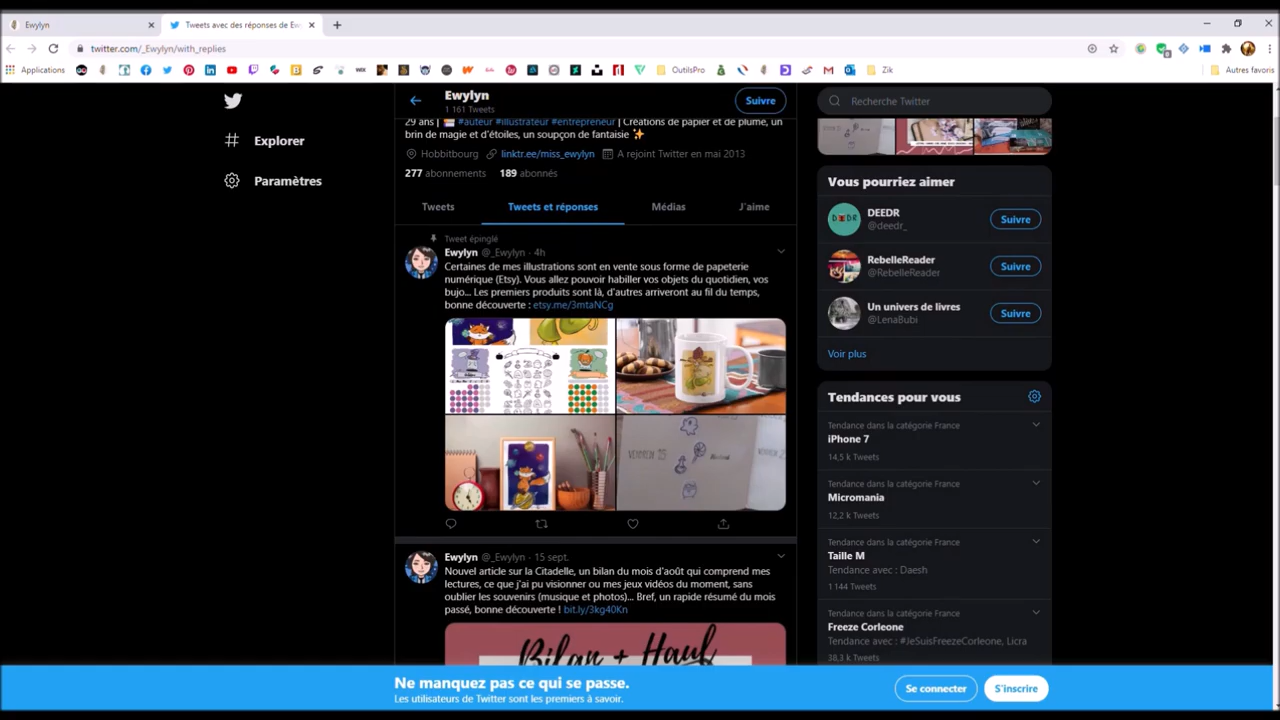 Ewylyn
Tweets avec des réponses de Ew
twitter.com/_Ewylyn/with_replies
Applications
OutilsPro
Zik
Autres favoris
Explorer
Paramètres
Ewylyn
1 161 Tweets
Suivre
29 ans | #auteur #illustrateur #entrepreneur | Créations de papier et de plume, un
brin de magie et d'étoiles, un soupçon de fantaisie ✨
Hobbitbourg linktr.ee/miss_ewylyn A rejoint Twitter en mai 2013
277 abonnements 189 abonnés
Tweets Tweets et réponses Médias J'aime
Tweet épinglé
Ewylyn @_Ewylyn · 4h
Certaines de mes illustrations sont en vente sous forme de papeterie
numérique (Etsy). Vous allez pouvoir habiller vos objets du quotidien, vos
bujo... Les premiers produits sont là, d'autres arriveront au fil du temps,
bonne découverte : etsy.me/3mtaNCg
VENDREDI 25
Ewylyn @_Ewylyn · 15 sept.
Nouvel article sur la Citadelle, un bilan du mois d'août qui comprend mes
lectures, ce que j'ai pu visionner ou mes jeux vidéos du moment, sans
oublier les souvenirs (musique et photos)... Bref, un rapide résumé du mois
passé, bonne découverte ! bit.ly/3kg40Kn
Bilan + Haul
Recherche Twitter
Vous pourriez aimer
DEEDR
@deedr_
Suivre
RebelleReader
@RebelleReader
Suivre
Un univers de livres
@LenaBubi
Suivre
Voir plus
Tendances pour vous
Tendance dans la catégorie France
iPhone 7
14,5 k Tweets
Tendance dans la catégorie France
Micromania
12,2 k Tweets
Tendance dans la catégorie France
Taille M
Tendance avec : Daesh
1 144 Tweets
Tendance dans la catégorie France
Freeze Corleone
Tendance avec : #JeSuisFreezeCorleone, Licra
38,3 k Tweets
Ne manquez pas ce qui se passe.
Les utilisateurs de Twitter sont les premiers à savoir.
Se connecter
S'inscrire